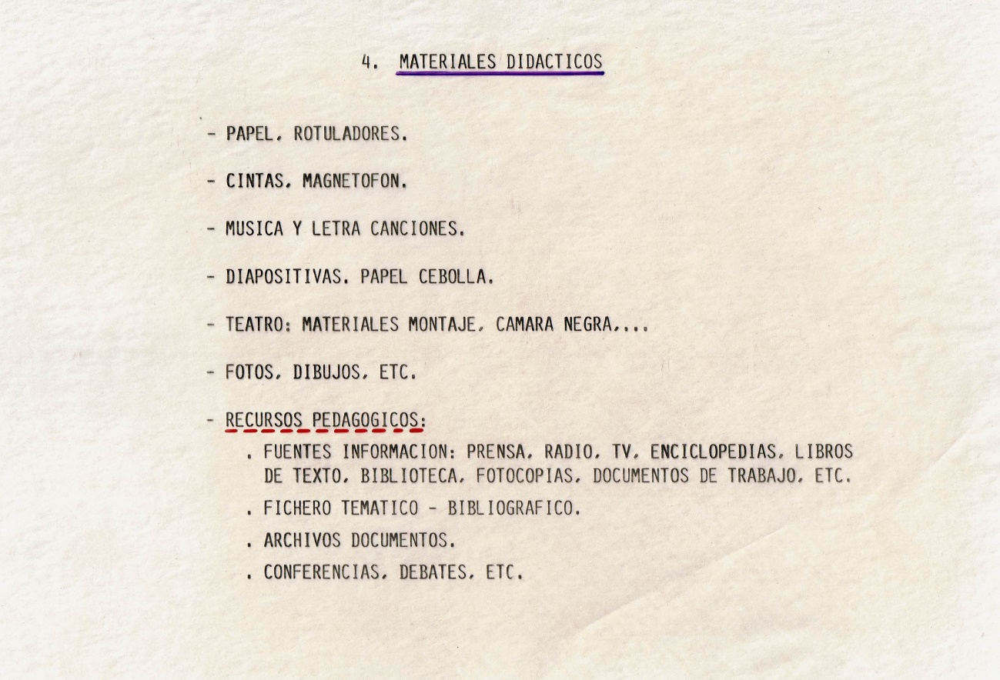 4. MATERIALES DIDACTICOS
- PAPEL, ROTULADORES.
- CINTAS, MAGNETOFON.
- MUSICA Y LETRA CANCIONES.
- DIAPOSITIVAS. PAPEL CEBOLLA.
- TEATRO: MATERIALES MONTAJE, CAMARA NEGRA,...
- FOTOS, DIBUJOS, ETC.
- RECURSOS PEDAGOGICOS:
. FUENTES INFORMACION: PRENSA, RADIO, TV, ENCICLOPEDIAS, LIBROS
DE TEXTO, BIBLIOTECA, FOTOCOPIAS, DOCUMENTOS DE TRABAJO, ETC.
. FICHERO TEMATICO - BIBLIOGRAFICO.
. ARCHIVOS DOCUMENTOS.
. CONFERENCIAS, DEBATES, ETC.